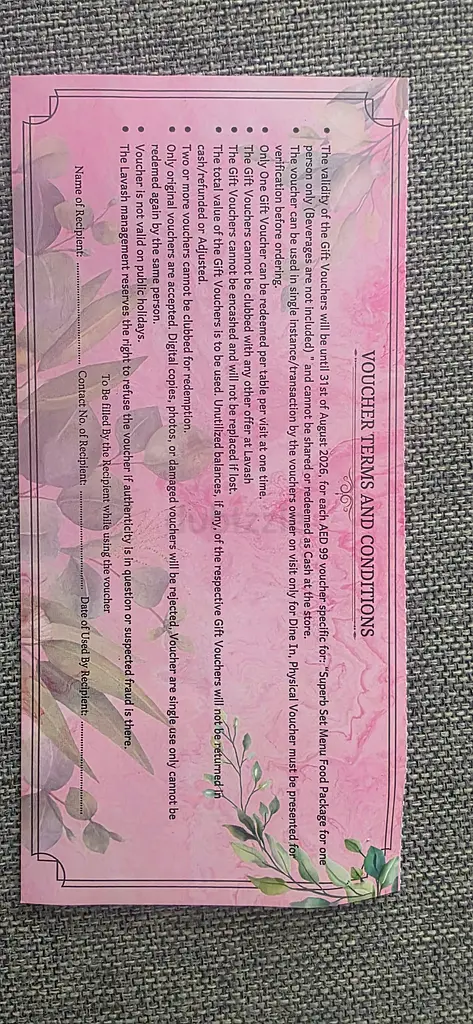 VOUCHER TERMS AND CONDITIONS
• The validity of the Gift Vouchers will be until 31st of August 2026, for each AED 99 voucher specific for: "Superb Set Menu Food Package for one
person only (Beverages are not included) " and cannot be shared or redeemed as Cash at the store.
• The voucher can be used in single instance/transaction by the vouchers owner on visit only for Dine In, Physical Voucher must be presented for
verification before ordering.
• Only One Gift Voucher can be redeemed per table per visit at one time.
• The Gift Vouchers cannot be clubbed with any other offer at Lavash
• The Gift Vouchers cannot be encashed and will not be replaced if lost.
• The total value of the Gift Vouchers is to be used. Unutilized balances, if any of the respective Gift Vouchers will not be returned in
cash/refunded or Adjusted.
• Two or more vouchers cannot be clubbed for redemption.
• Only original vouchers are accepted. Digital copies, photos, or damaged vouchers will be rejected. Voucher are single use only cannot be
redeemed again by the same person.
• Voucher is not valid on public holidays.
• The Lavash management reserves the right to refuse the voucher if authenticity is in question or suspected fraud is there.
To be filled by the Recipient while using the voucher
Name of Recipient: ........................ Contact No. of Recipient: ........................ Date of Used By Recipient: ........................
dubizzle